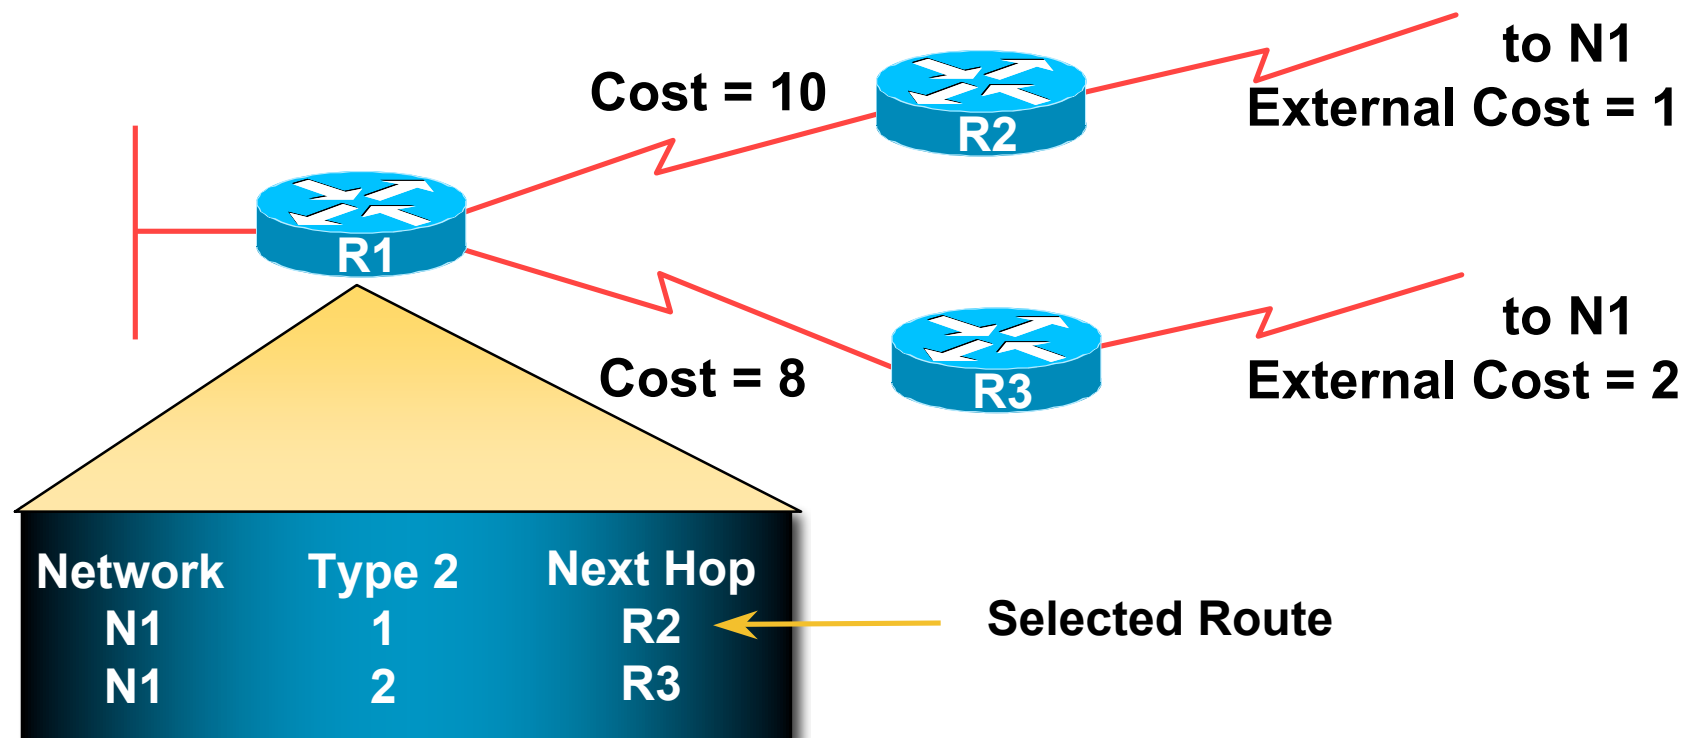 to N1
External Cost = 1
Cost = 10
R2
R1
to N1
External Cost = 2
Cost = 8
R3
Network Type 2 Next Hop
N1 1 R2
N1 2 R3
Selected Route